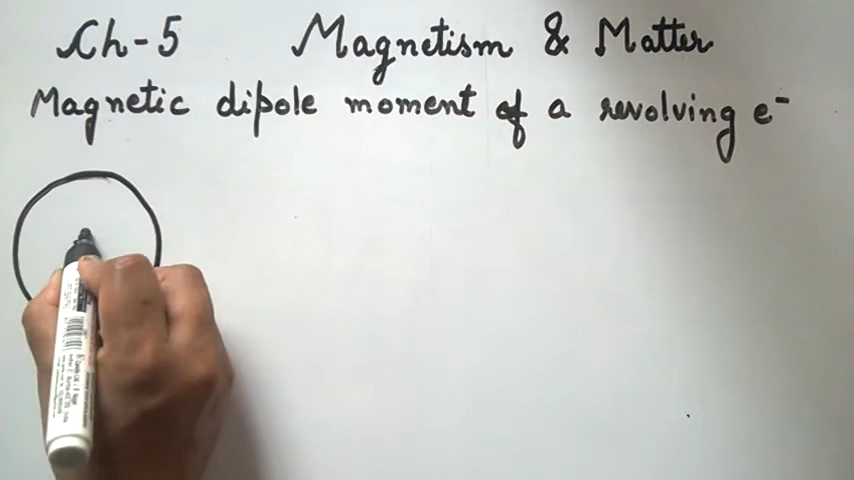 Ch-5 Magnetism & Matter
Magnetic dipole moment of a revolving e⁻